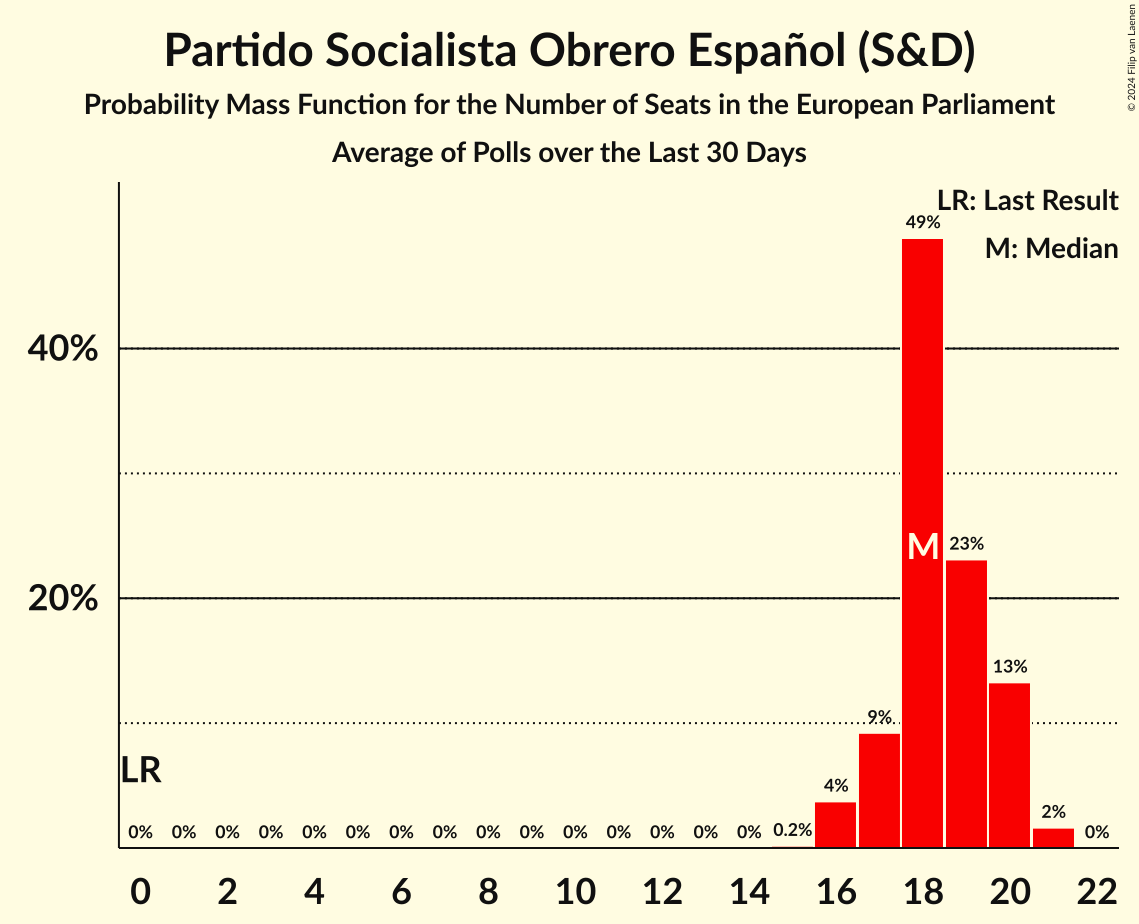 Partido Socialista Obrero Español (S&D)
Probability Mass Function for the Number of Seats in the European Parliament
Average of Polls over the Last 30 Days
© 2024 Filip van Laenen
LR: Last Result
M: Median
49%
40%
M
23%
20%
13%
9%
LR
4%
2%
0% 0% 0% 0% 0% 0% 0% 0% 0% 0% 0% 0% 0% 0% 0% 0.2% 0%
0 2 4 6 8 10 12 14 16 18 20 22